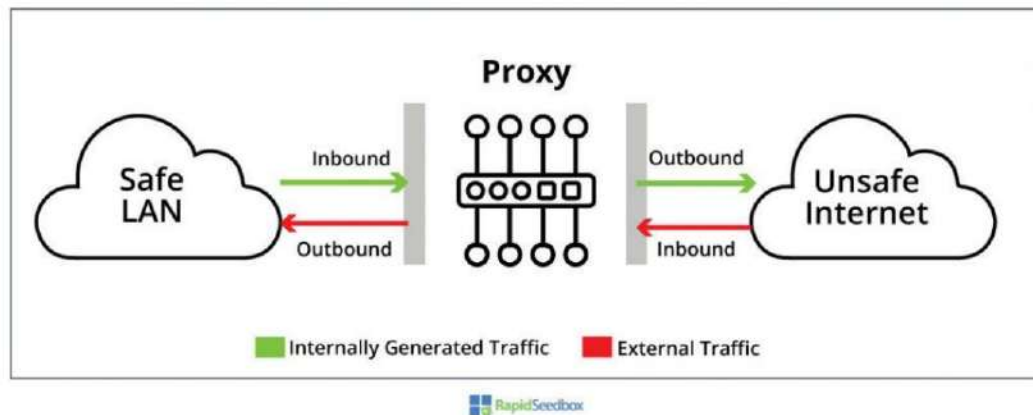 Proxy
Safe
LAN
Inbound
Outbound
Outbound
Inbound
Unsafe
Internet
Internally Generated Traffic
External Traffic
RapidSeedbox